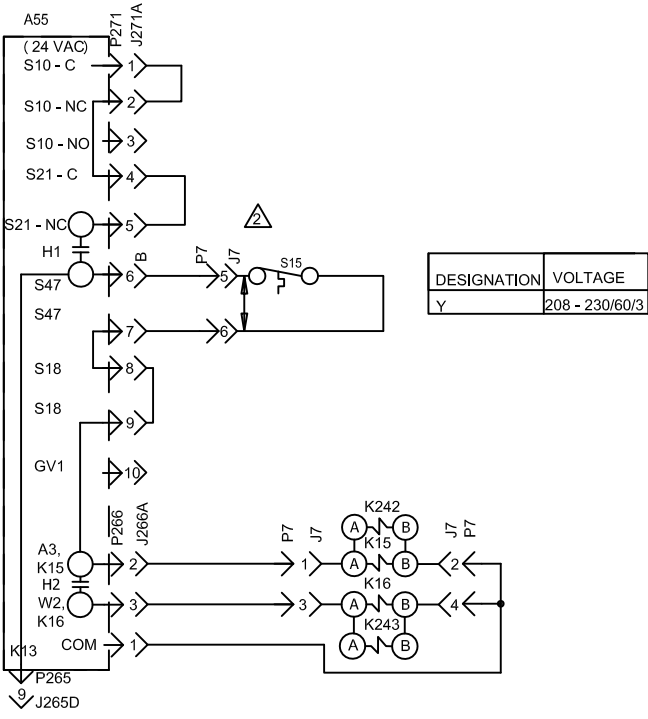 A55
P271
J271A
( 24 VAC)
S10 - C
1
S10 - NC
2
S10 - NO
3
S21 - C
4
S21 - NC
5
2
H1
6
B
P7
5
J7
S15
S47
DESIGNATION VOLTAGE
Y 208 - 230/60/3
S47
7
6
S18
8
S18
9
GV1
10
P266
J266A
P7
J7
K242
A B
J7
P7
A3,
K15
2
1
K15
A B
2
H2
W2,
K16
3
3
K16
A B
4
K243
A B
K13
COM
1
P265
9
J265D